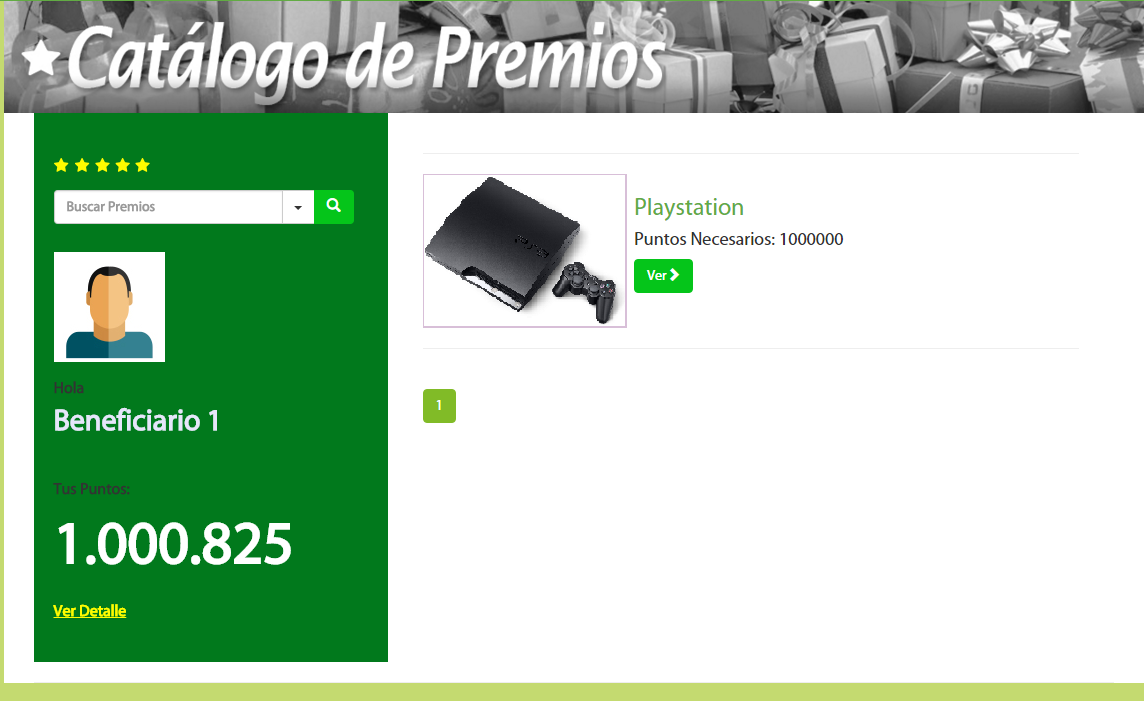 Catálogo de Premios
Buscar Premios
Hola
Beneficiario 1
Tus Puntos:
1.000.825
Ver Detalle
PS3
Playstation
Puntos Necesarios: 1000000
Ver
1